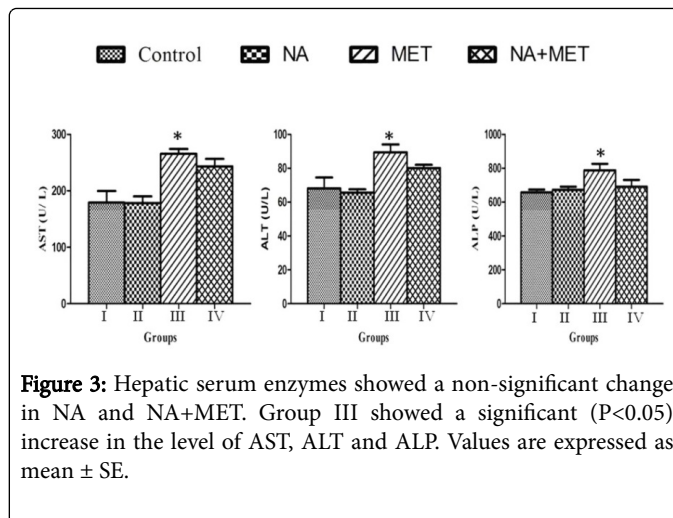 Control NA MET NA+MET
300
200
100
0
AST (U/L)
*
I II III IV
Groups
100
80
60
40
20
0
ALT (U/L)
*
I II III IV
Groups
1000
800
600
400
200
0
ALP (U/L)
*
I II III IV
Groups
Figure 3: Hepatic serum enzymes showed a non-significant change
in NA and NA+MET. Group III showed a significant (P<0.05)
increase in the level of AST, ALT and ALP. Values are expressed as
mean ± SE.